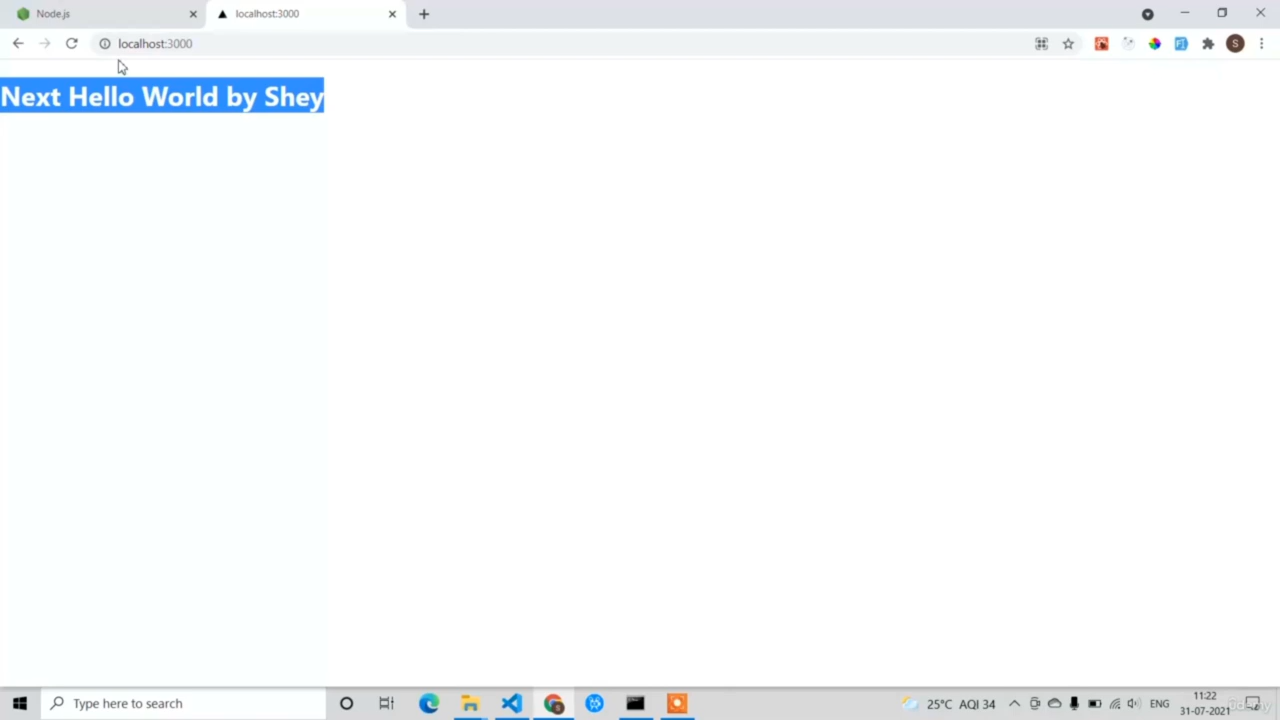 Node.js
localhost:3000
localhost:3000
S
Next Hello World by Shey
Type here to search
25°C AQI 34
ENG
11:22
31-07-2021